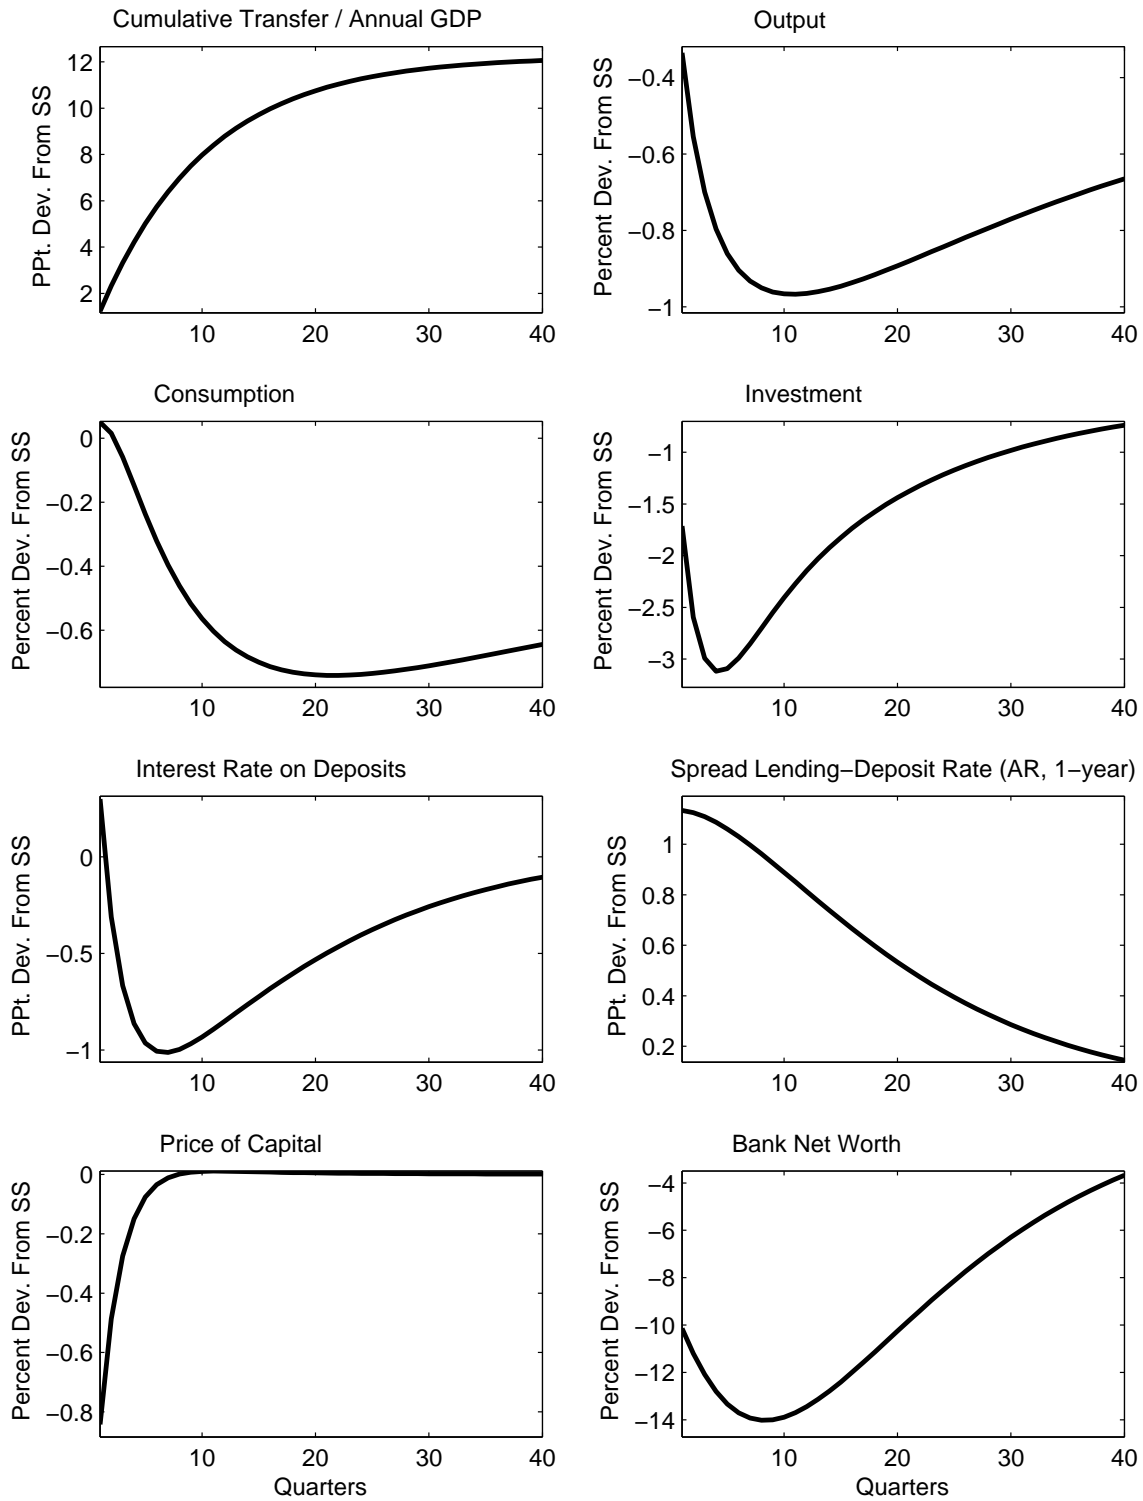 Cumulative Transfer / Annual GDP
PPt. Dev. From SS
12
10
8
6
4
2
10 20 30 40
Output
Percent Dev. From SS
−0.4
−0.6
−0.8
−1
10 20 30 40
Consumption
Percent Dev. From SS
0
−0.2
−0.4
−0.6
10 20 30 40
Investment
Percent Dev. From SS
−1
−1.5
−2
−2.5
−3
10 20 30 40
Interest Rate on Deposits
PPt. Dev. From SS
0
−0.5
−1
10 20 30 40
Spread Lending−Deposit Rate (AR, 1−year)
PPt. Dev. From SS
1
0.8
0.6
0.4
0.2
10 20 30 40
Price of Capital
Percent Dev. From SS
0
−0.2
−0.4
−0.6
−0.8
10 20 30 40
Quarters
Bank Net Worth
Percent Dev. From SS
−4
−6
−8
−10
−12
−14
10 20 30 40
Quarters